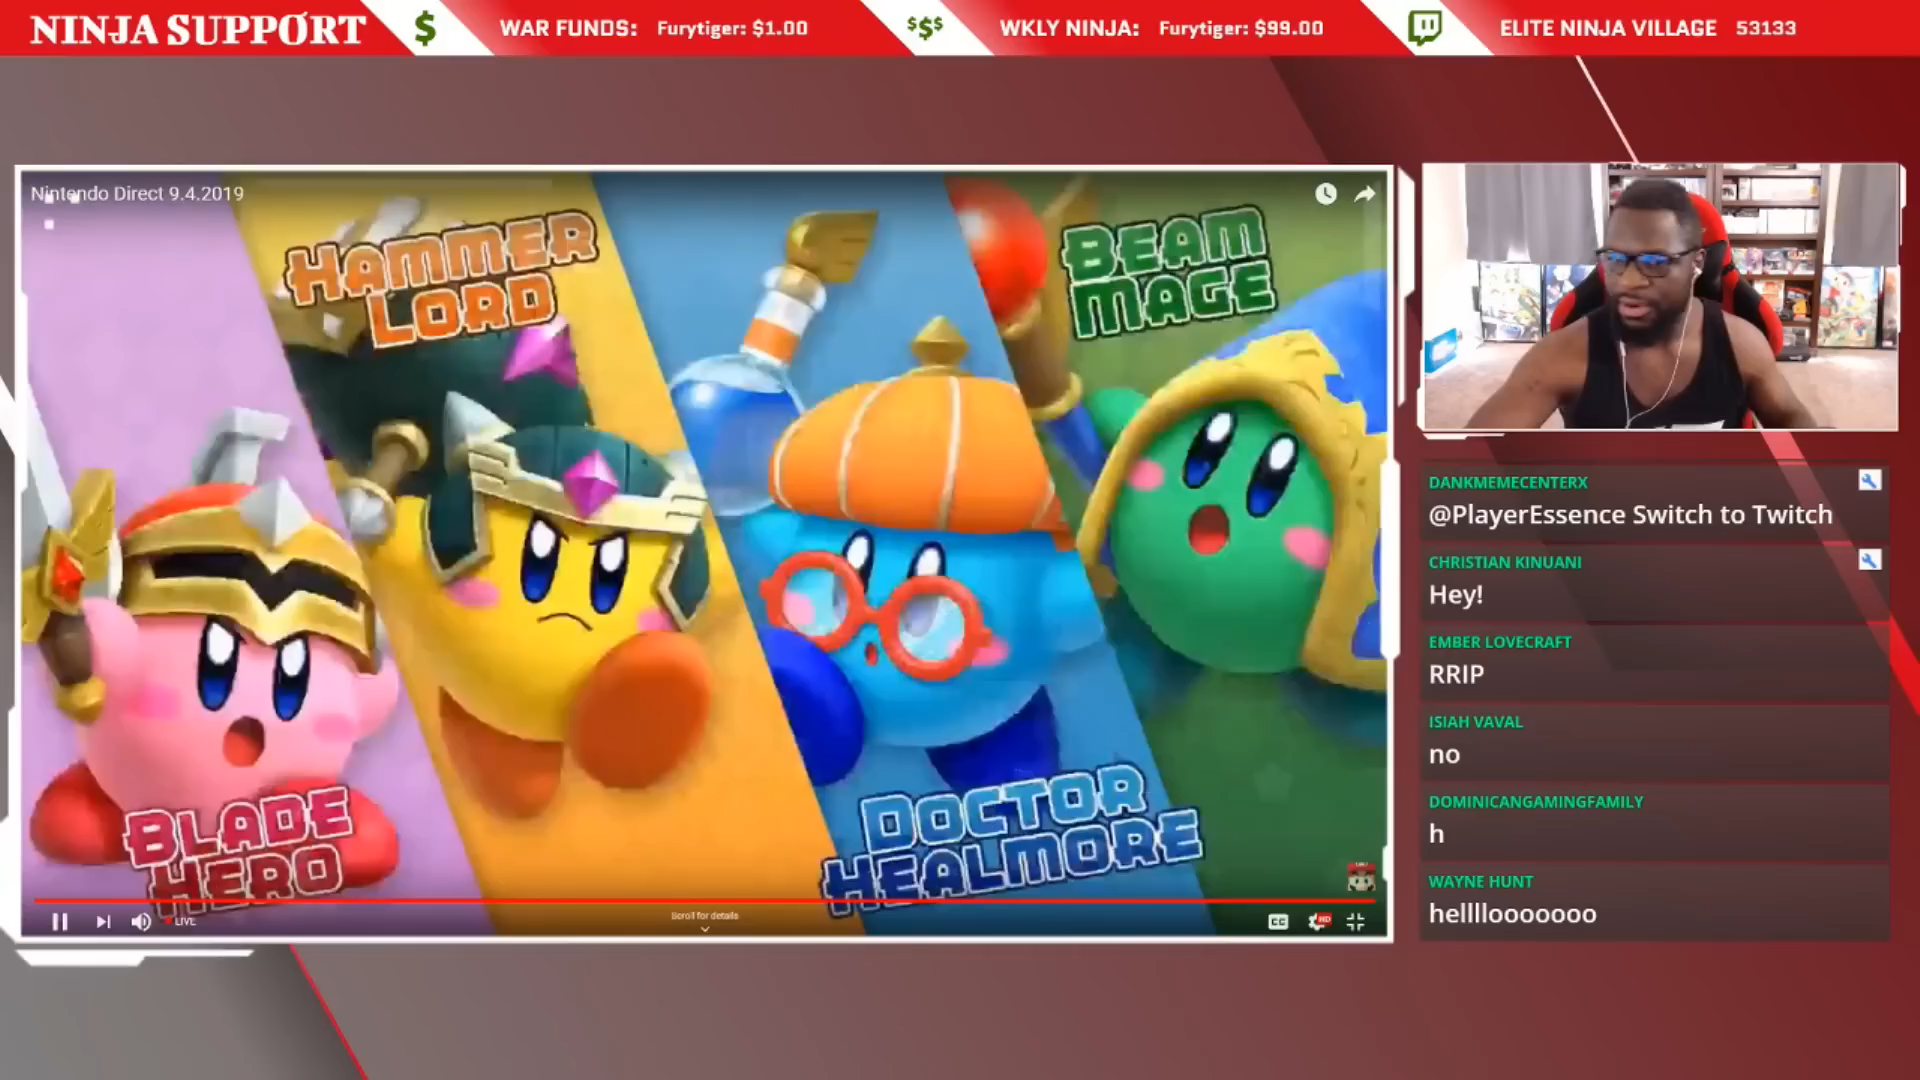 NINJA SUPPORT
$
WAR FUNDS: Furytiger: $1.00
$$$
WKLY NINJA: Furytiger: $99.00
ELITE NINJA VILLAGE 53133
Nintendo Direct 9.4.2019
HAMMER
LORD
BEAM
MAGE
BLADE
HERO
DOCTOR
HEALMORE
LIVE
Scroll for details
CC
HD
DANKMEMECENTERX
@PlayerEssence Switch to Twitch
CHRISTIAN KINUANI
Hey!
EMBER LOVECRAFT
RRIP
ISIAH VAVAL
no
DOMINICANGAMINGFAMILY
h
WAYNE HUNT
hellllooooooo